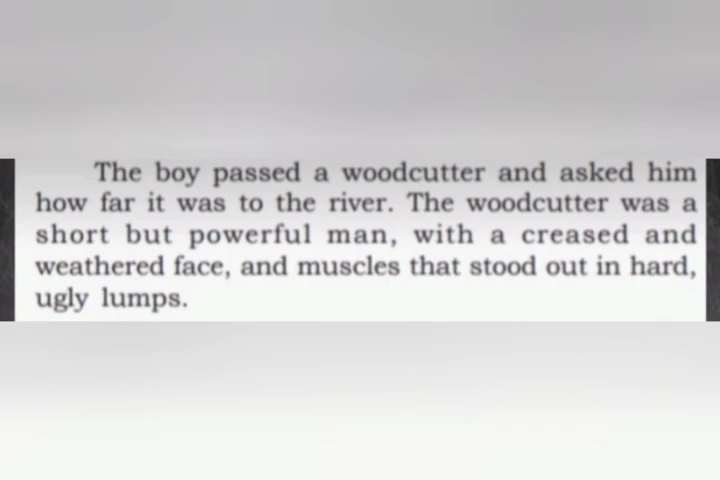 The boy passed a woodcutter and asked him
how far it was to the river. The woodcutter was a
short but powerful man, with a creased and
weathered face, and muscles that stood out in hard,
ugly lumps.